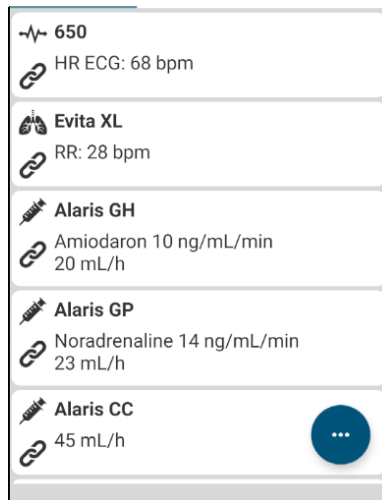 650
HR ECG: 68 bpm
Evita XL
RR: 28 bpm
Alaris GH
Amiodaron 10 ng/mL/min
20 mL/h
Alaris GP
Noradrenaline 14 ng/mL/min
23 mL/h
Alaris CC
45 mL/h